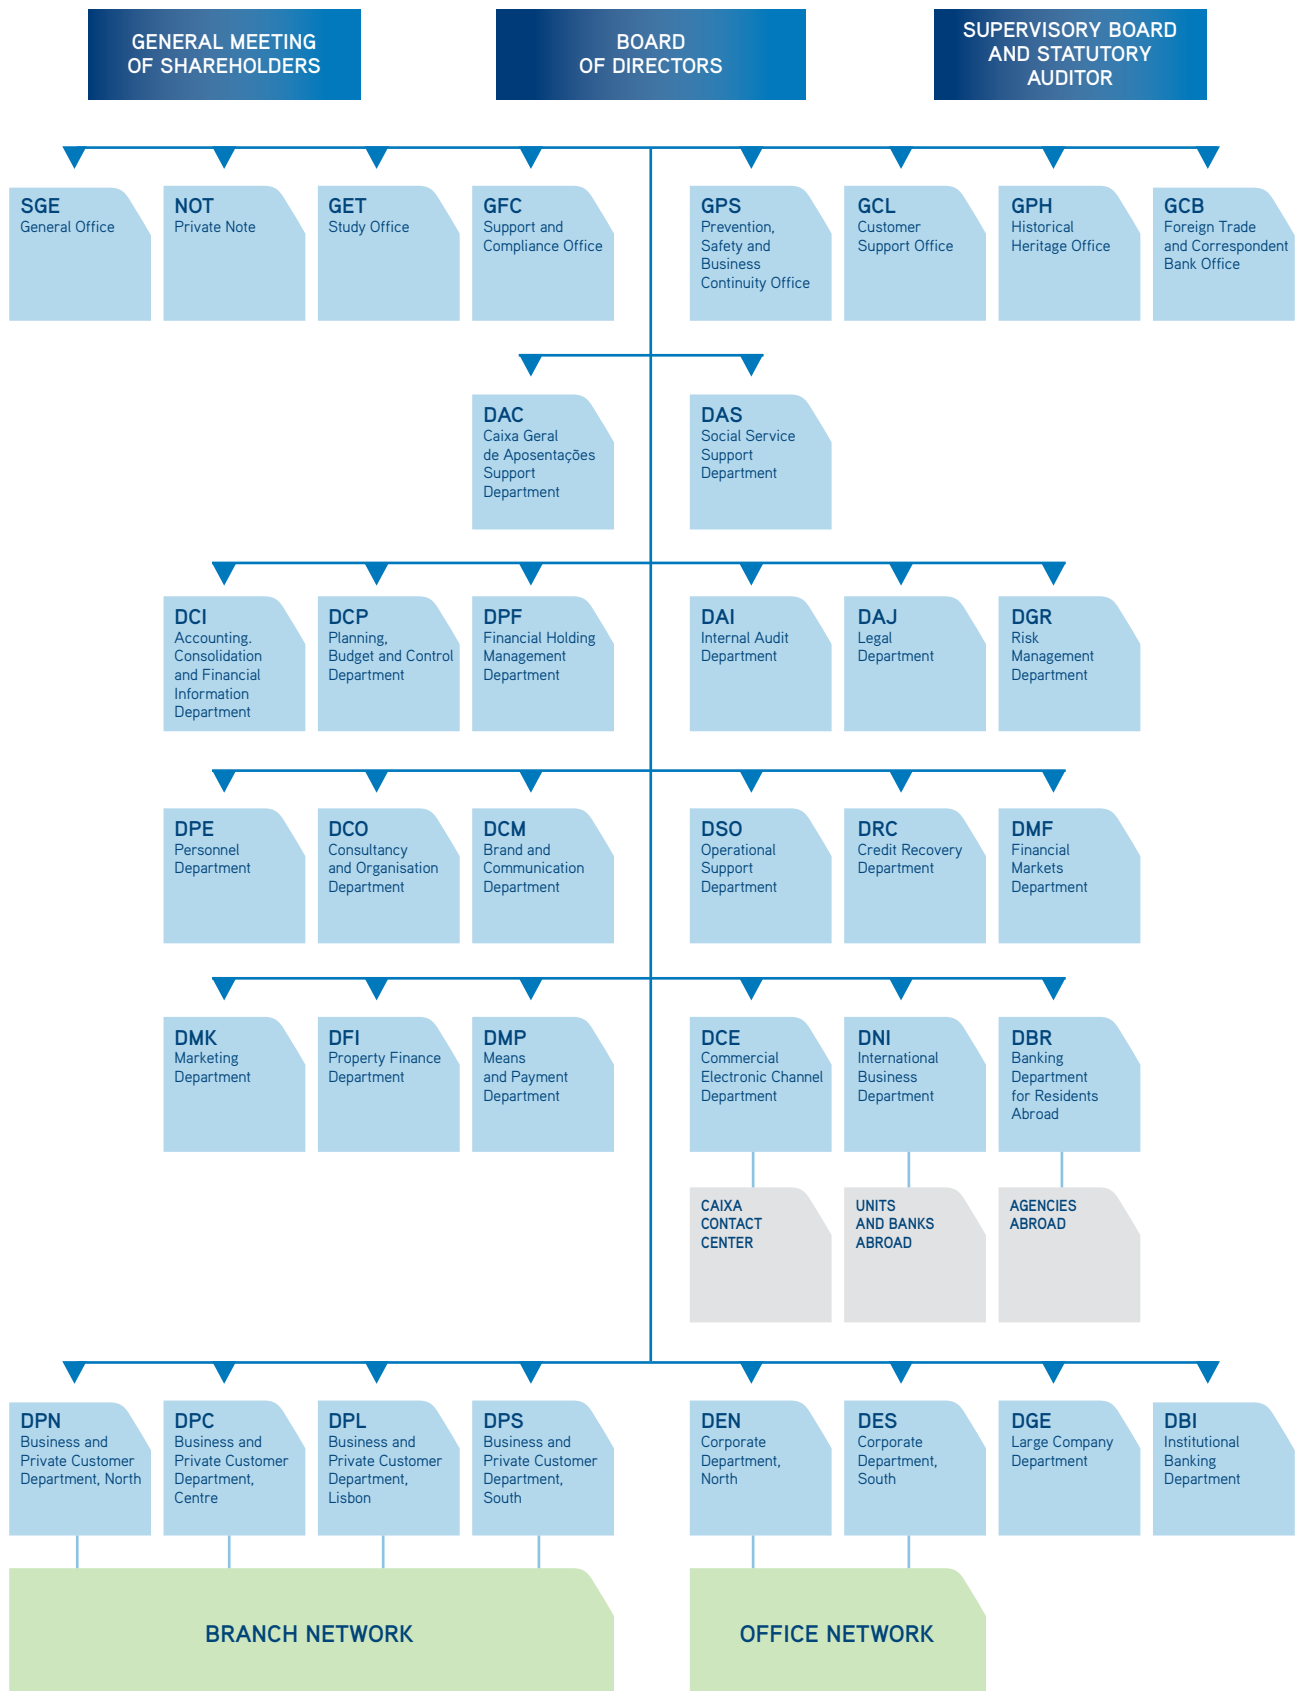 GENERAL MEETING
OF SHAREHOLDERS
BOARD
OF DIRECTORS
SUPERVISORY BOARD
AND STATUTORY
AUDITOR
SGE
General Office
NOT
Private Note
GET
Study Office
GFC
Support and
Compliance Office
GPS
Prevention,
Safety and
Business
Continuity Office
GCL
Customer
Support Office
GPH
Historical
Heritage Office
GCB
Foreign Trade
and Correspondent
Bank Office
DAC
Caixa Geral
de Aposentações
Support
Department
DAS
Social Service
Support
Department
DCI
Accounting.
Consolidation
and Financial
Information
Department
DCP
Planning,
Budget and Control
Department
DPF
Financial Holding
Management
Department
DAI
Internal Audit
Department
DAJ
Legal
Department
DGR
Risk
Management
Department
DPE
Personnel
Department
DCO
Consultancy
and Organisation
Department
DCM
Brand and
Communication
Department
DSO
Operational
Support
Department
DRC
Credit Recovery
Department
DMF
Financial
Markets
Department
DMK
Marketing
Department
DFI
Property Finance
Department
DMP
Means
and Payment
Department
DCE
Commercial
Electronic Channel
Department
DNI
International
Business
Department
DBR
Banking
Department
for Residents
Abroad
CAIXA
CONTACT
CENTER
UNITS
AND BANKS
ABROAD
AGENCIES
ABROAD
DPN
Business and
Private Customer
Department, North
DPC
Business and
Private Customer
Department,
Centre
DPL
Business and
Private Customer
Department,
Lisbon
DPS
Business and
Private Customer
Department,
South
DEN
Corporate
Department,
North
DES
Corporate
Department,
South
DGE
Large Company
Department
DBI
Institutional
Banking
Department
BRANCH NETWORK
OFFICE NETWORK